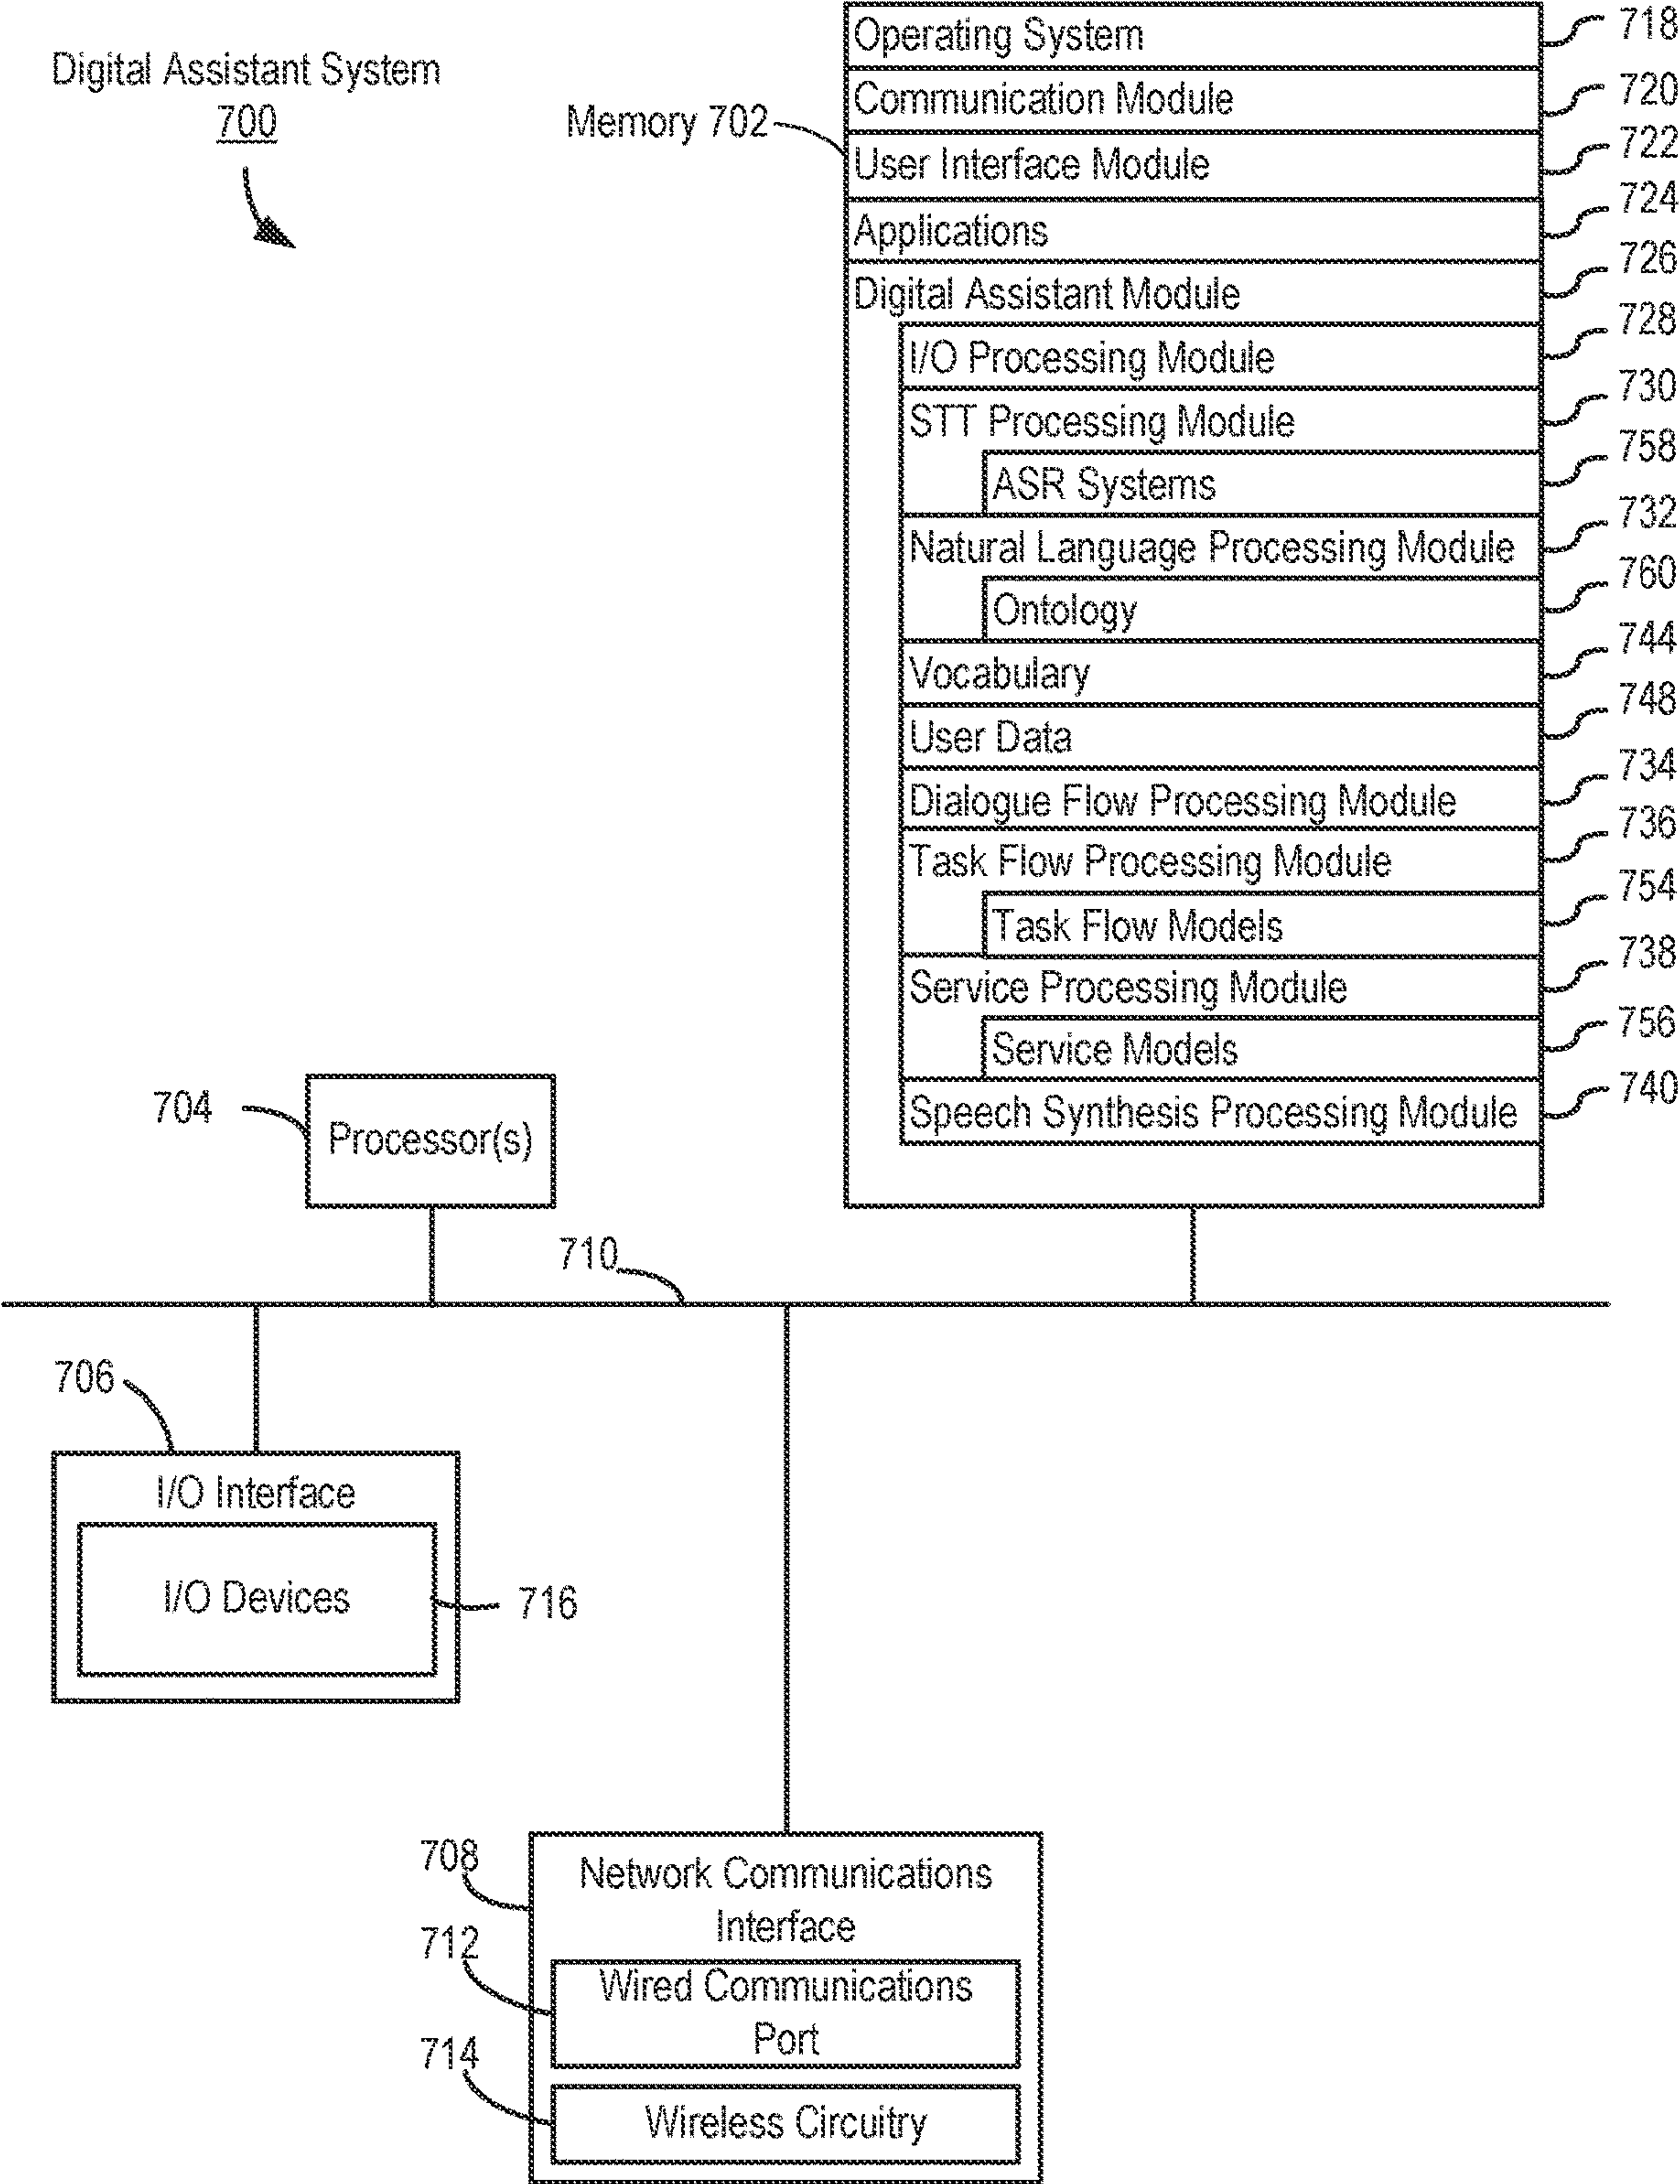 Digital Assistant System
700
Memory 702
Operating System 718
Communication Module 720
User Interface Module 722
Applications 724
Digital Assistant Module 726
I/O Processing Module 728
STT Processing Module 730
ASR Systems 758
Natural Language Processing Module 732
Ontology 760
Vocabulary 744
User Data 748
Dialogue Flow Processing Module 734
Task Flow Processing Module 736
Task Flow Models 754
Service Processing Module 738
Service Models 756
Speech Synthesis Processing Module 740
704
Processor(s)
710
706
I/O Interface
I/O Devices
716
708
Network Communications
Interface
712
Wired Communications
Port
714
Wireless Circuitry